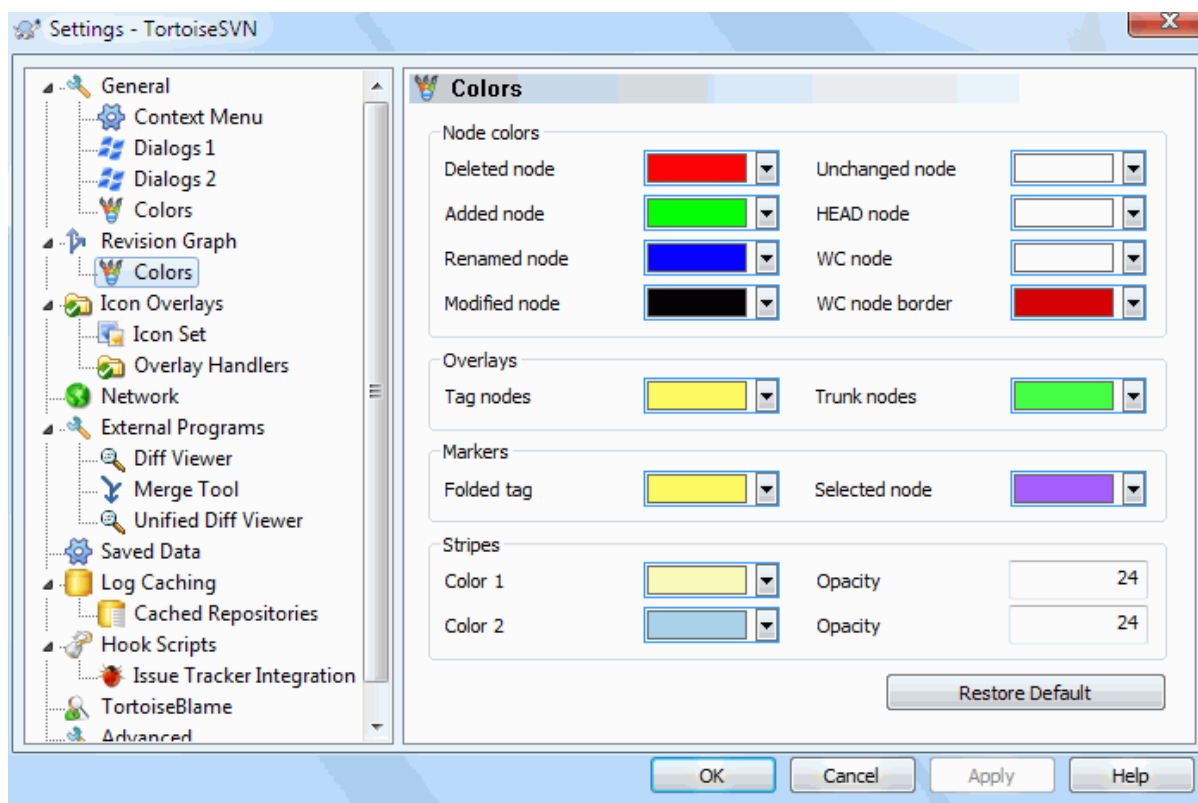 Settings - TortoiseSVN
General
Context Menu
Dialogs 1
Dialogs 2
Colors
Revision Graph
Colors
Icon Overlays
Icon Set
Overlay Handlers
Network
External Programs
Diff Viewer
Merge Tool
Unified Diff Viewer
Saved Data
Log Caching
Cached Repositories
Hook Scripts
Issue Tracker Integration
TortoiseBlame
Advanced
Colors
Node colors
Deleted node
Unchanged node
Added node
HEAD node
Renamed node
WC node
Modified node
WC node border
Overlays
Tag nodes
Trunk nodes
Markers
Folded tag
Selected node
Stripes
Color 1
Opacity 24
Color 2
Opacity 24
Restore Default
OK
Cancel
Apply
Help